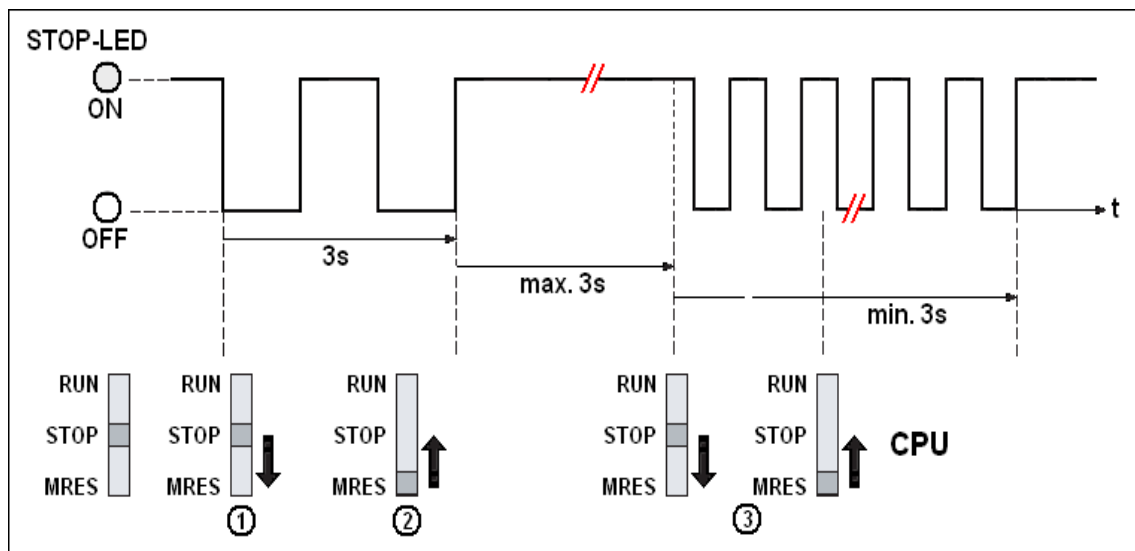 STOP-LED
ON
OFF
t
3s
max. 3s
min. 3s
RUN RUN RUN RUN RUN
STOP STOP STOP STOP STOP CPU
MRES MRES MRES MRES MRES
1 2 3